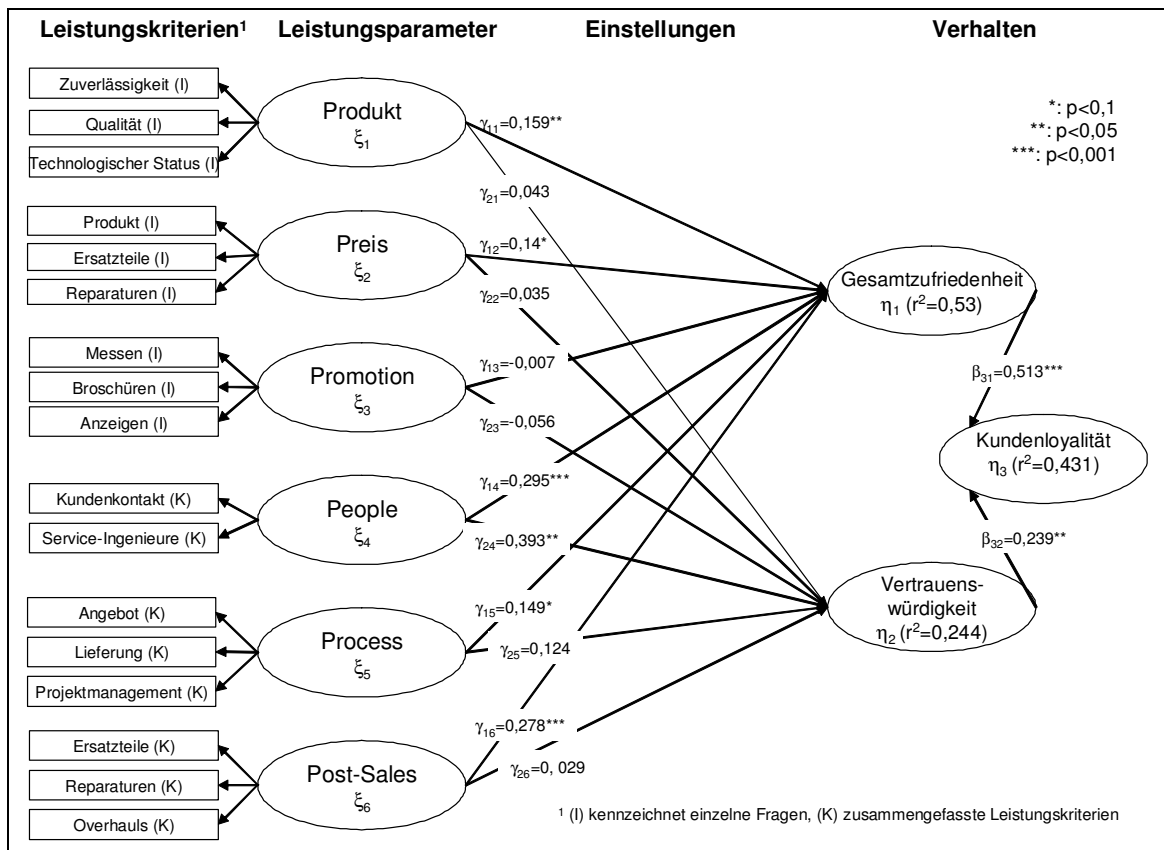 Leistungskriterien¹ Leistungsparameter Einstellungen Verhalten
*: p<0,1
**: p<0,05
***: p<0,001
Zuverlässigkeit (I)
Qualität (I)
Technologischer Status (I)
Produkt
ξ1
γ11=0,159**
γ21=0,043
Produkt (I)
Ersatzteile (I)
Reparaturen (I)
Preis
ξ2
γ12=0,14*
γ22=0,035
Messen (I)
Broschüren (I)
Anzeigen (I)
Promotion
ξ3
γ13=-0,007
γ23=-0,056
Kundenkontakt (K)
Service-Ingenieure (K)
People
ξ4
γ14=0,295***
γ24=0,393**
Angebot (K)
Lieferung (K)
Projektmanagement (K)
Process
ξ5
γ15=0,149*
γ25=0,124
Ersatzteile (K)
Reparaturen (K)
Overhauls (K)
Post-Sales
ξ6
γ16=0,278***
γ26=0, 029
Gesamtzufriedenheit
η1 (r²=0,53)
β31=0,513***
Kundenloyalität
η3 (r²=0,431)
β32=0,239**
Vertrauens-
würdigkeit
η2 (r²=0,244)
¹ (I) kennzeichnet einzelne Fragen, (K) zusammengefasste Leistungskriterien